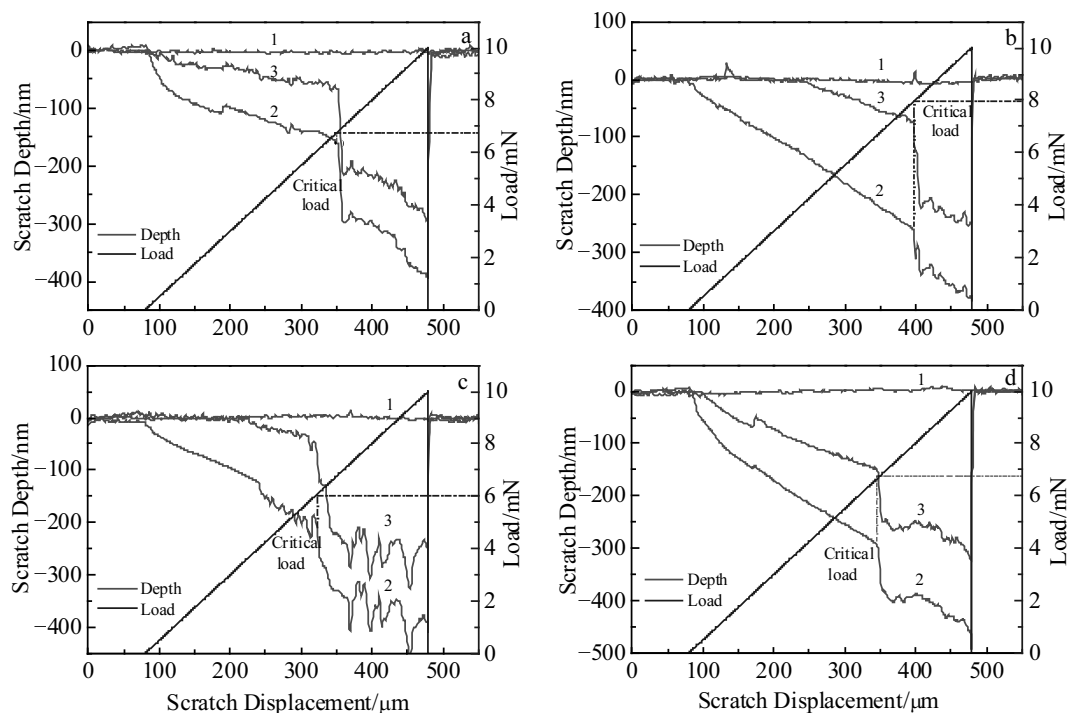 a
Scratch Depth/nm
0
−100
−200
−300
−400
1
3
2
Critical
load
Depth
Load
10
8
6
4
2
0
Load/mN
0 100 200 300 400 500
b
Scratch Depth/nm
100
0
−100
−200
−300
−400
1
3
2
Critical
load
Depth
Load
10
8
6
4
2
0
Load/mN
0 100 200 300 400 500
c
Scratch Depth/nm
100
0
−100
−200
−300
−400
1
3
2
Critical
load
Depth
Load
10
8
6
4
2
0
Load/mN
0 100 200 300 400 500
Scratch Displacement/μm
d
Scratch Depth/nm
0
−100
−200
−300
−400
−500
1
3
2
Critical
load
Depth
Load
10
8
6
4
2
0
Load/mN
0 100 200 300 400 500
Scratch Displacement/μm